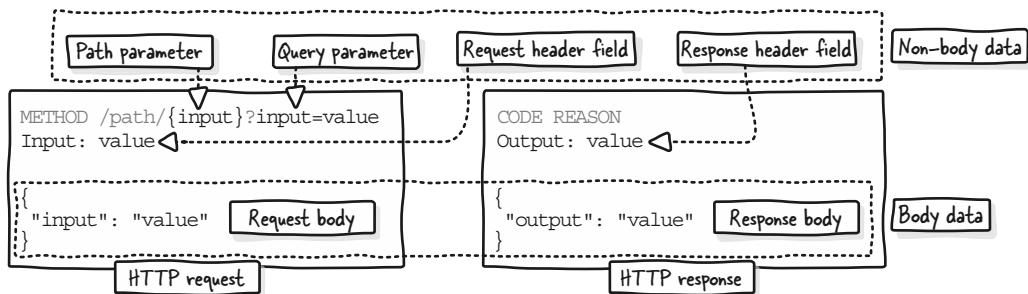 Path parameter
Query parameter
Request header field
Response header field
Non-body data
METHOD /path/{input}?input=value
Input: value
CODE REASON
Output: value
{
"input": "value"
}
Request body
{
"output": "value"
}
Response body
Body data
HTTP request
HTTP response